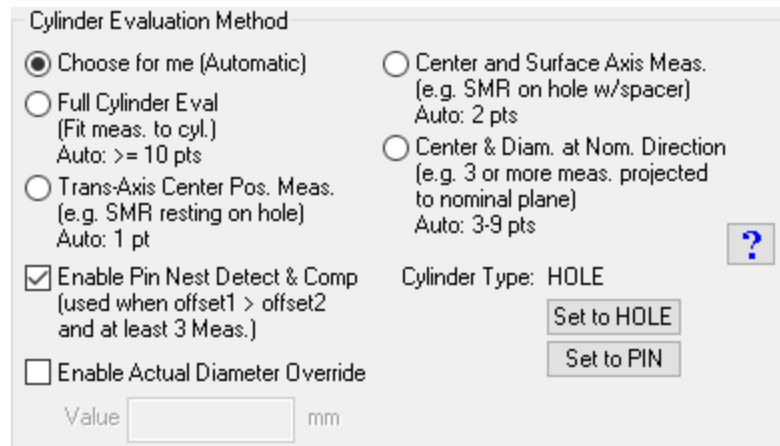 Cylinder Evaluation Method
Choose for me (Automatic)
Full Cylinder Eval
(Fit meas. to cyl.)
Auto: >= 10 pts
Trans-Axis Center Pos. Meas.
(e.g. SMR resting on hole)
Auto: 1 pt
Center and Surface Axis Meas.
(e.g. SMR on hole w/spacer)
Auto: 2 pts
Center & Diam. at Nom. Direction
(e.g. 3 or more meas. projected
to nominal plane)
Auto: 3-9 pts
?
Enable Pin Nest Detect & Comp
(used when offset1 > offset2
and at least 3 Meas.)
Cylinder Type: HOLE
Set to HOLE
Set to PIN
Enable Actual Diameter Override
Value mm